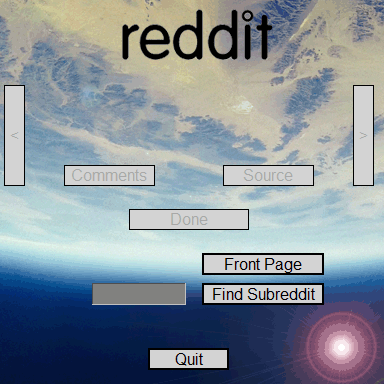 reddit
<
>
Comments
Source
Done
Front Page
Find Subreddit
Quit